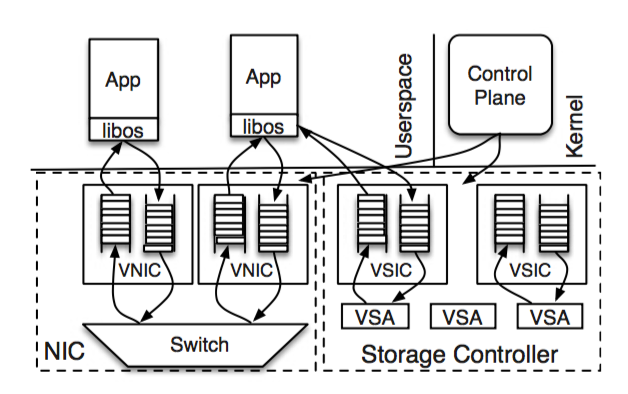 App
libos
App
libos
Userspace
Control
Plane
Kernel
VNIC
VNIC
VSIC
VSIC
VSA
VSA
VSA
Switch
NIC
Storage Controller